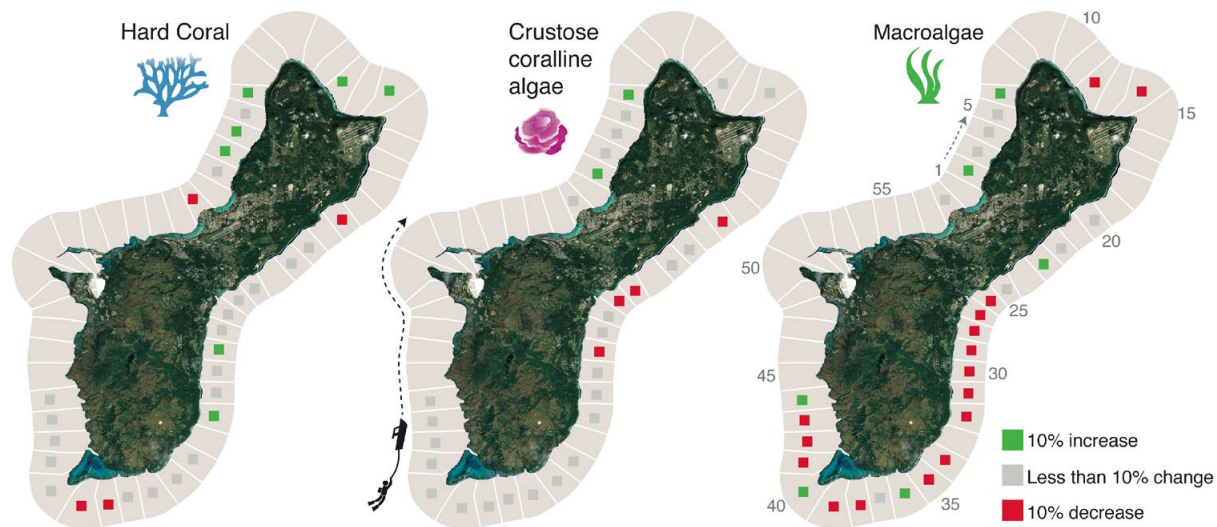 Hard Coral
Crustose
coralline
algae
Macroalgae
10
5
15
1
55
20
50
25
45
30
40
35
10% increase
Less than 10% change
10% decrease